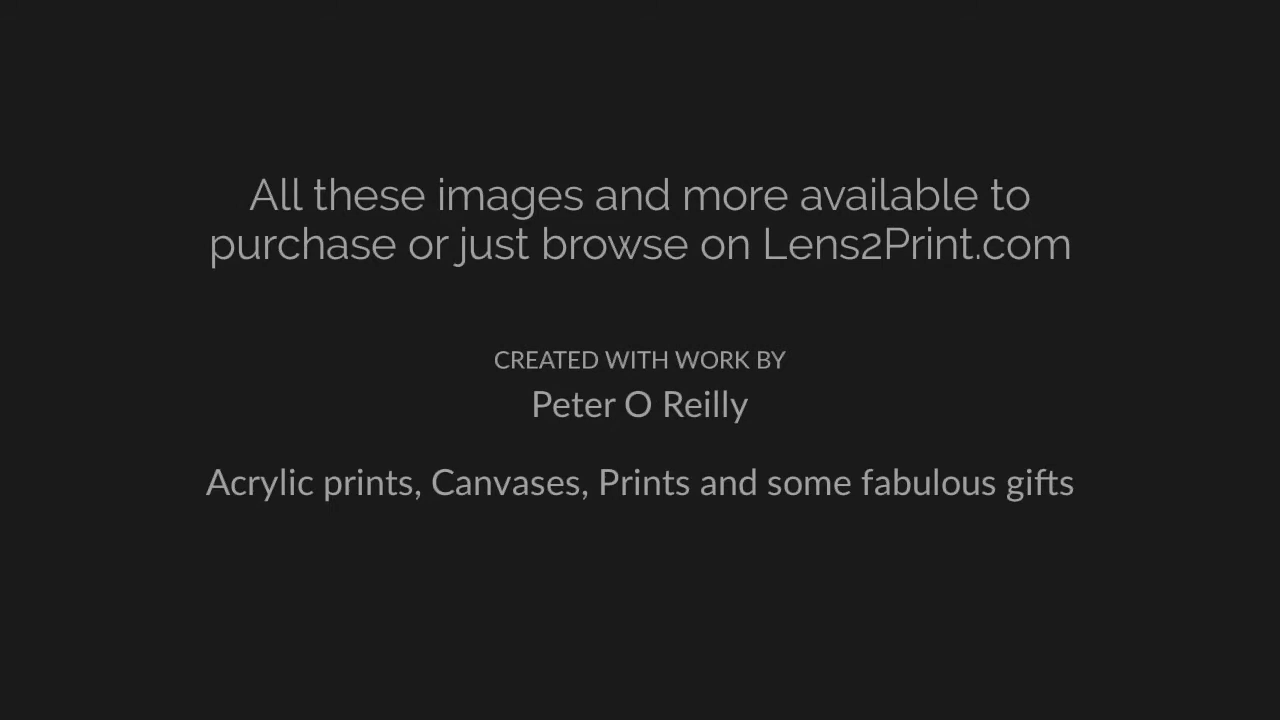 All these images and more available to
purchase or just browse on Lens2Print.com
CREATED WITH WORK BY
Peter O Reilly
Acrylic prints, Canvases, Prints and some fabulous gifts